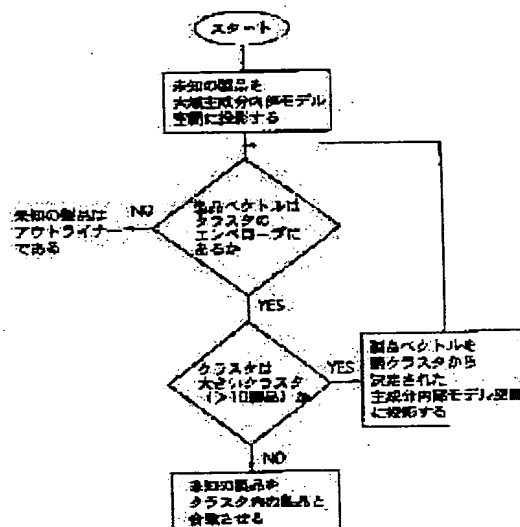 スタート
未知の製品を
大域主成分内部モデル
空間に投影する
製品ベクトルは
クラスタの
エンベロープに
あるか
NO
未知の製品は
アウトライナー
である
YES
クラスタは
大きいクラスタ
(>10製品)か
YES
製品ベクトルを
クラスタから
決定された
主成分内部モデル空間
に投影する
NO
未知の製品を
クラスタ内の製品と
合致させる